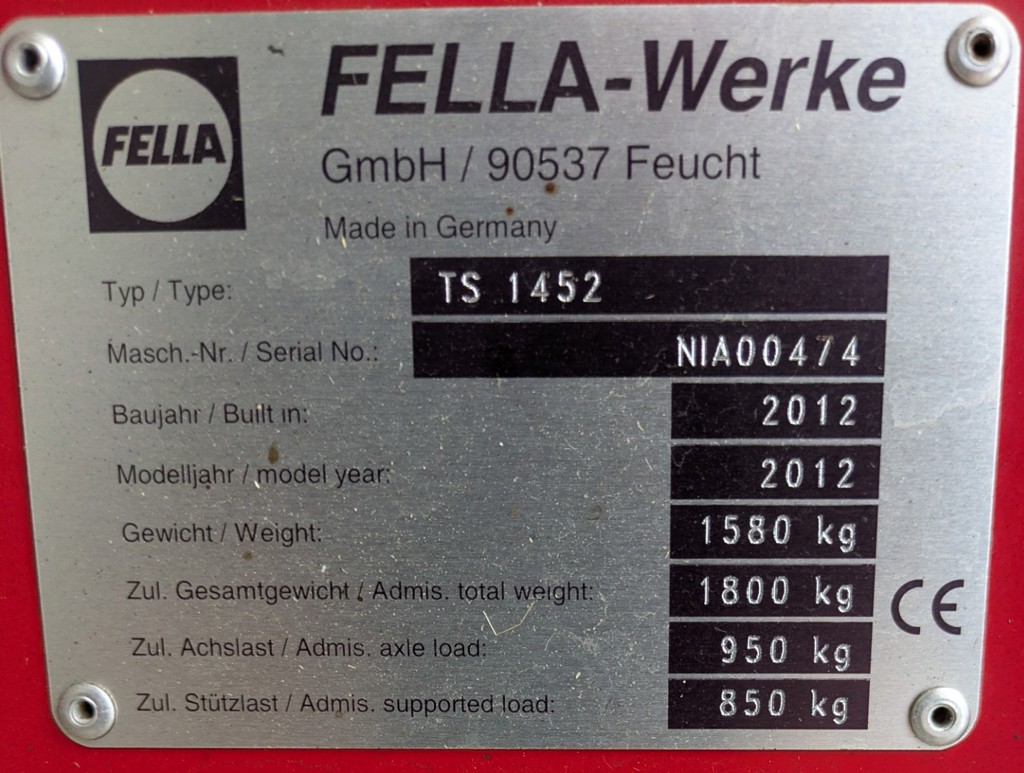 FELLA
FELLA-Werke
GmbH / 90537 Feucht
Made in Germany
Typ / Type: TS 1452
Masch.-Nr. / Serial No.: NIA00474
Baujahr / Built in: 2012
Modelljahr / model year: 2012
Gewicht / Weight: 1580 kg
Zul. Gesamtgewicht / Admis. total weight: 1800 kg
CE
Zul. Achslast / Admis. axle load: 950 kg
Zul. Stützlast / Admis. supported load: 850 kg